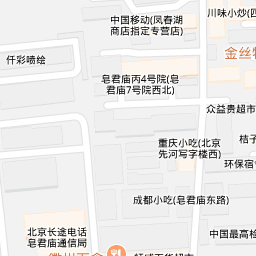 中国移动(凤春湖
商店指定专营店)
川味小炒(四
金丝特
仟彩喷绘
皂君庙丙4号院(皂
君庙7号院西北)
众益贵超市
重庆小吃(北京
先河写字楼西)
桔子
环保宿
成都小吃(皂君庙东路)
北京长途电话
皂君庙通信局
中国最高检